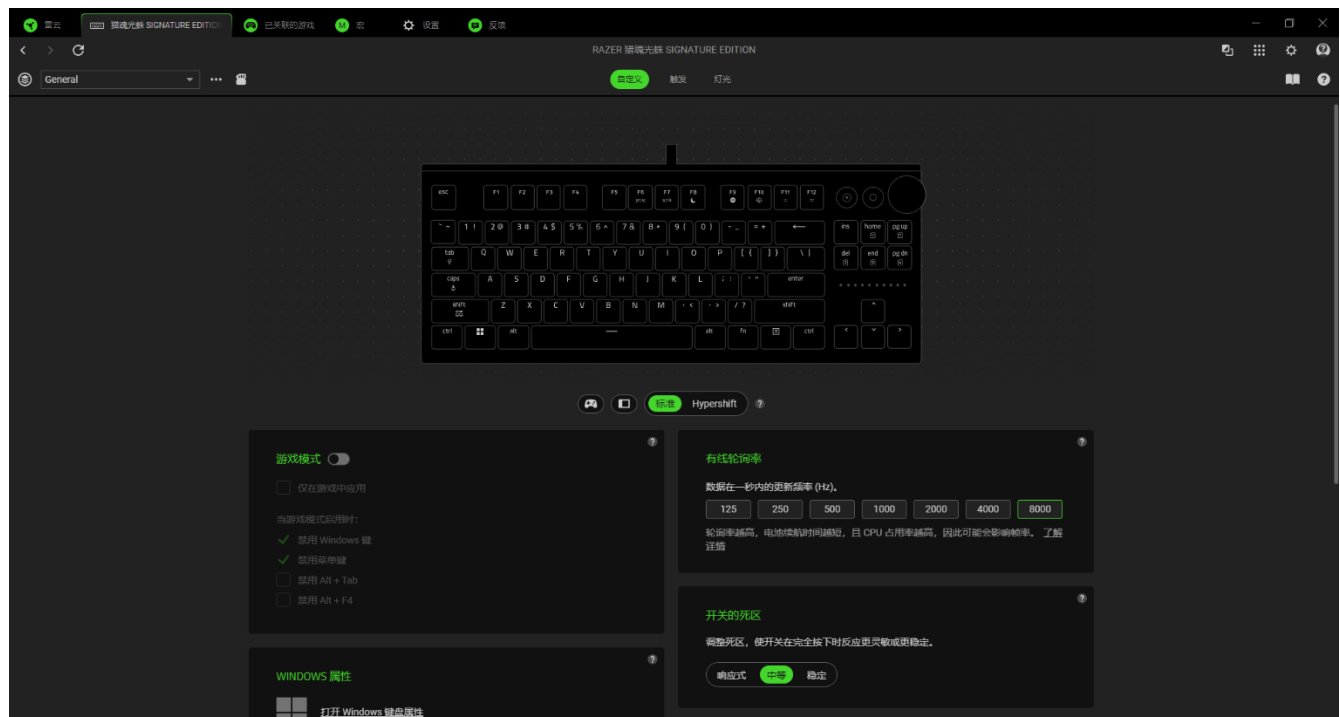 雷云 猎魂光蛛 SIGNATURE EDITION 已关联的游戏 M 宏 设置 反馈
RAZER 猎魂光蛛 SIGNATURE EDITION
General 自定义 触发 灯光
esc F1 F2 F3 F4 F5 F6 F7 F8 F9 F10 F11 F12
` ~ 1 ! 2 @ 3 # 4 $ 5 % 6 ^ 7 & 8 * 9 ( 0 ) - _ = + ins home pg up
tab Q W E R T Y U I O P [ { ] } \ | del end pg dn
caps A S D F G H J K L ; : ' " enter
shift Z X C V B N M , < . > / ? shift
ctrl alt alt fn ctrl
标准 Hypershift ?
游戏模式
仅在游戏中应用
当游戏模式启用时：
禁用 Windows 键
禁用菜单键
禁用 Alt + Tab
禁用 Alt + F4
WINDOWS 属性
打开 Windows 键盘属性
有线轮询率
数据在一秒内的更新频率 (Hz)。
125 250 500 1000 2000 4000 8000
轮询率越高，电池续航时间越短，且 CPU 占用率越高，因此可能会影响帧率。 了解
详情
开关的死区
调整死区，使开关在完全按下时反应更灵敏或更稳定。
响应式 中等 稳定